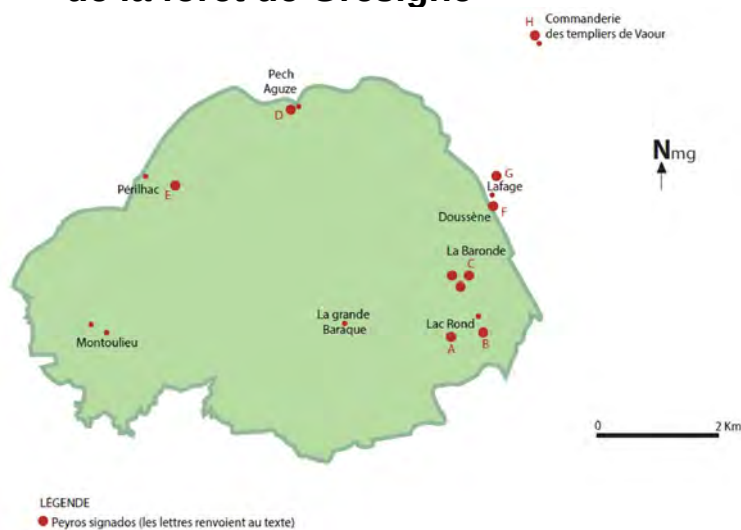 de la forêt de Grésigne
H Commanderie
des templiers de Vaour
Pech
Aguze
D
Nmg
Périlhac
E
G
Lafage
F
Doussène
La Baronde
C
La grande
Baraque
Lac Rond
A
B
Montoulieu
0 2 Km
LÉGENDE
Peyros signados (les lettres renvoient au texte)